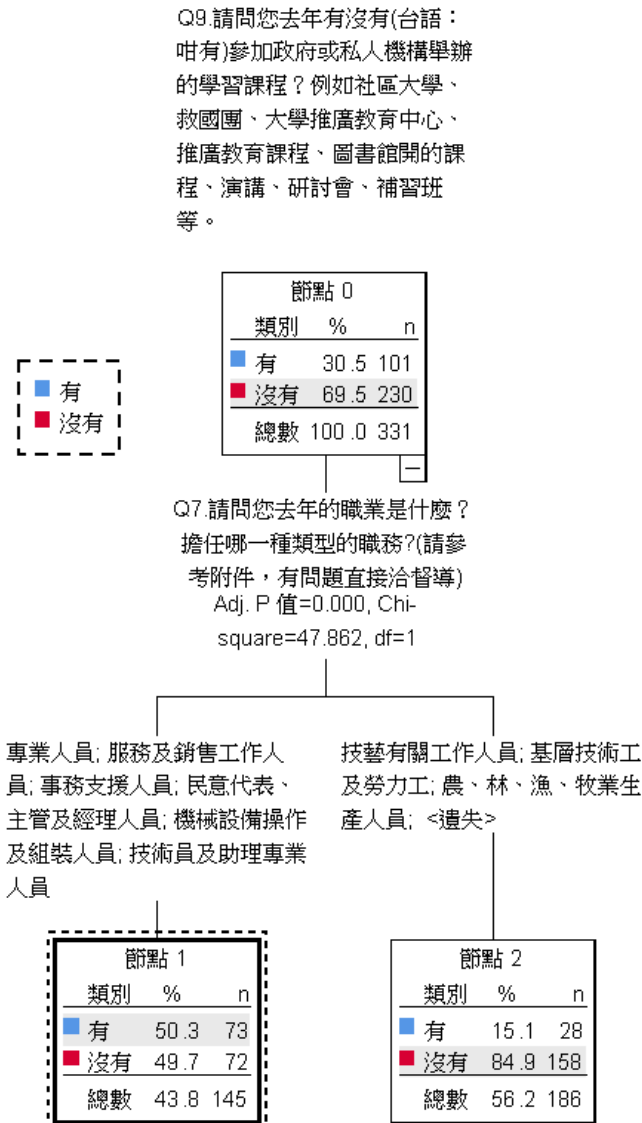 Q9.請問您去年有沒有(台語：
咁有)參加政府或私人機構舉辦
的學習課程？例如社區大學、
救國團、大學推廣教育中心、
推廣教育課程、圖書館開的課
程、演講、研討會、補習班
等。
節點 0
類別 % n
有 30.5 101
沒有 69.5 230
總數 100.0 331
有
沒有
Q7.請問您去年的職業是什麼？
擔任哪一種類型的職務?(請參
考附件，有問題直接洽督導)
Adj. P 值=0.000, Chi-
square=47.862, df=1
專業人員; 服務及銷售工作人
員; 事務支援人員; 民意代表、
主管及經理人員; 機械設備操作
及組裝人員; 技術員及助理專業
人員
技藝有關工作人員; 基層技術工
及勞力工; 農、林、漁、牧業生
產人員; <遺失>
節點 1
類別 % n
有 50.3 73
沒有 49.7 72
總數 43.8 145
節點 2
類別 % n
有 15.1 28
沒有 84.9 158
總數 56.2 186